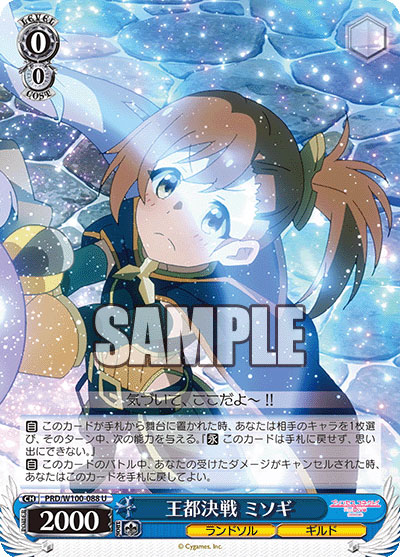 LEVEL
0
0
COST
SAMPLE
気づいて、ここだよ~ !!
自 このカードが手札から舞台に置かれた時、あなたは相手のキャラを1枚選
び、そのターン中、次の能力を与える。『永 このカードは手札に戻せず、思い
出にできない。』
自 このカードのバトル中、あなたの受けたダメージがキャンセルされた時、
あなたはこのカードを手札に戻してよい。
CH PRD/W100-088 U
王都決戦 ミソギ
POWER
2000
ランドソル
ギルド
© Cygames, Inc.